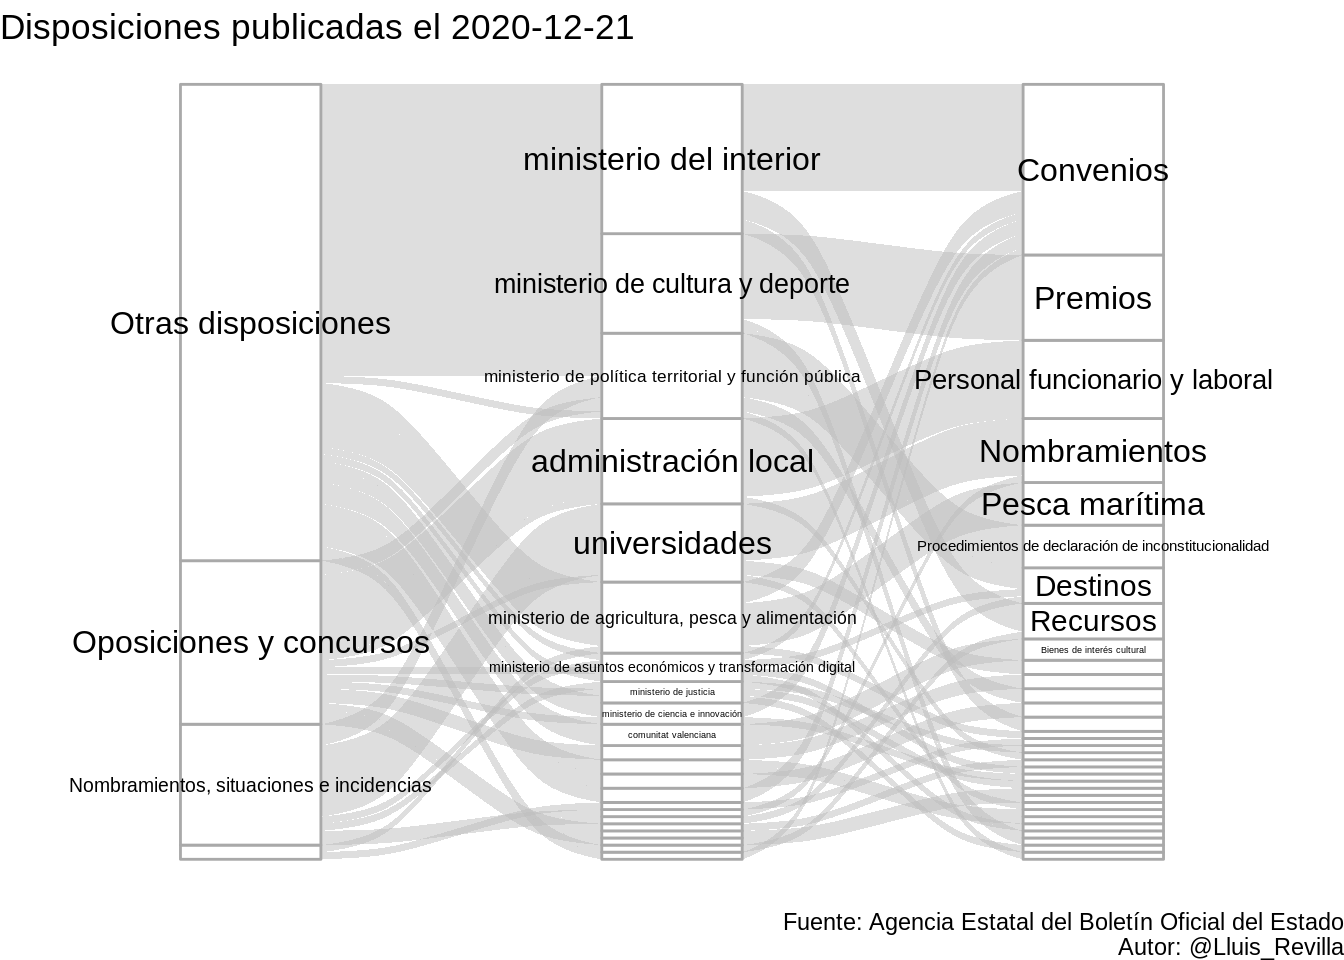 Disposiciones publicadas el 2020-12-21
Otras disposiciones
Oposiciones y concursos
Nombramientos, situaciones e incidencias
ministerio del interior
ministerio de cultura y deporte
ministerio de política territorial y función pública
administración local
universidades
ministerio de agricultura, pesca y alimentación
ministerio de asuntos económicos y transformación digital
ministerio de justicia
ministerio de ciencia e innovación
comunitat valenciana
Convenios
Premios
Personal funcionario y laboral
Nombramientos
Pesca marítima
Procedimientos de declaración de inconstitucionalidad
Destinos
Recursos
Bienes de interés cultural
Fuente: Agencia Estatal del Boletín Oficial del Estado
Autor: @Lluis_Revilla